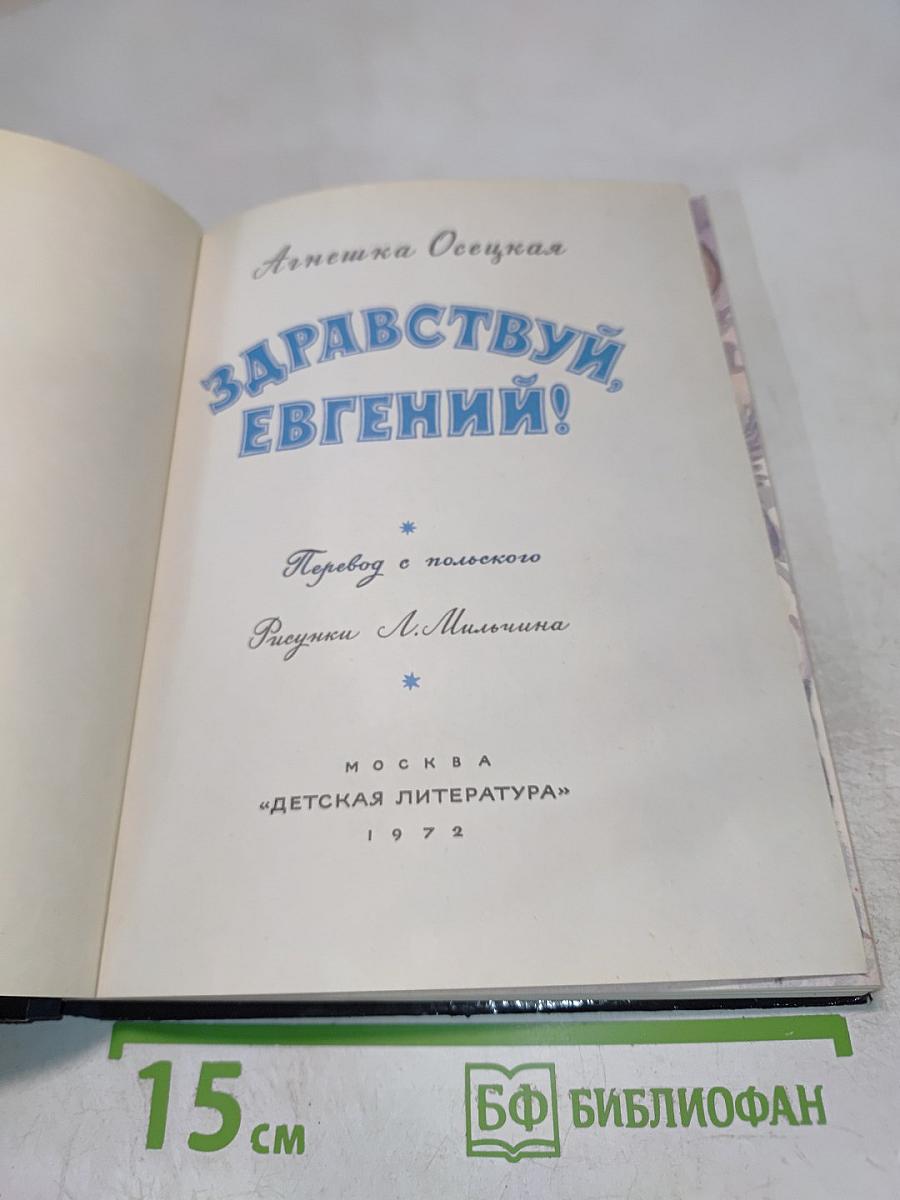 Агнешка Осецкая
ЗДРАВСТВУЙ,
ЕВГЕНИЙ!
Перевод с польского
Рисунки Л. Мильчина
МОСКВА
«ДЕТСКАЯ ЛИТЕРАТУРА»
1972
15 см
БФ БИБЛИОФАН